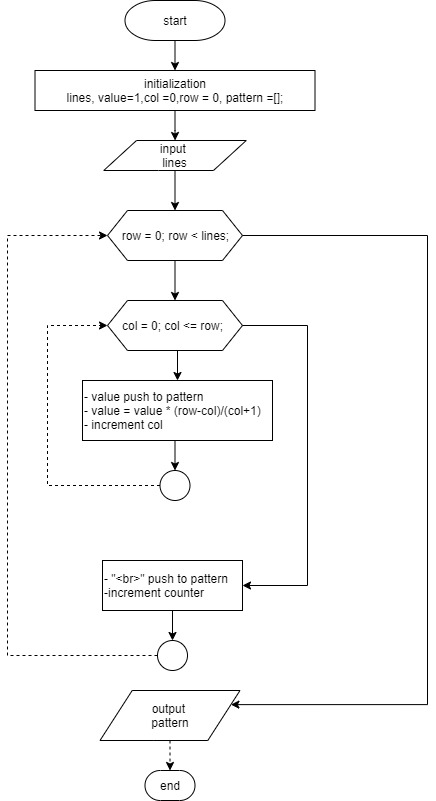 start
initialization
lines, value=1,col =0,row = 0, pattern =[];
input
lines
row = 0; row < lines;
col = 0; col <= row;
- value push to pattern
- value = value * (row-col)/(col+1)
- increment col
- "<br>" push to pattern
-increment counter
output
pattern
end